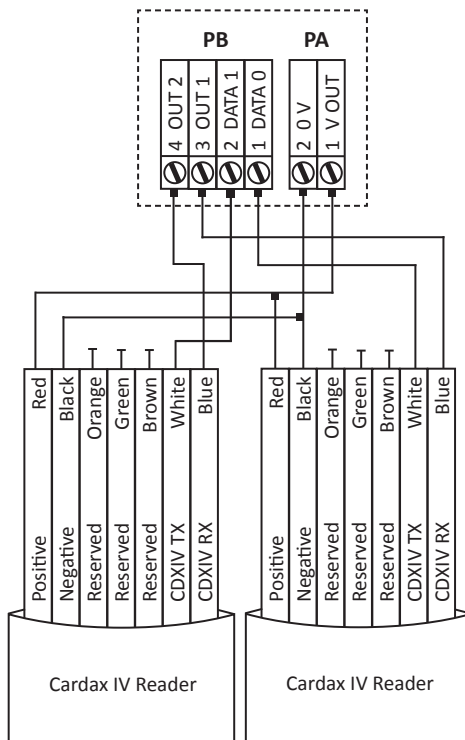 PB
PA
4 OUT 2
3 OUT 1
2 DATA 1
1 DATA 0
2 0 V
1 V OUT
Red
Black
Orange
Green
Brown
White
Blue
Positive
Negative
Reserved
Reserved
Reserved
CDXIV TX
CDXIV RX
Cardax IV Reader
Red
Black
Orange
Green
Brown
White
Blue
Positive
Negative
Reserved
Reserved
Reserved
CDXIV TX
CDXIV RX
Cardax IV Reader